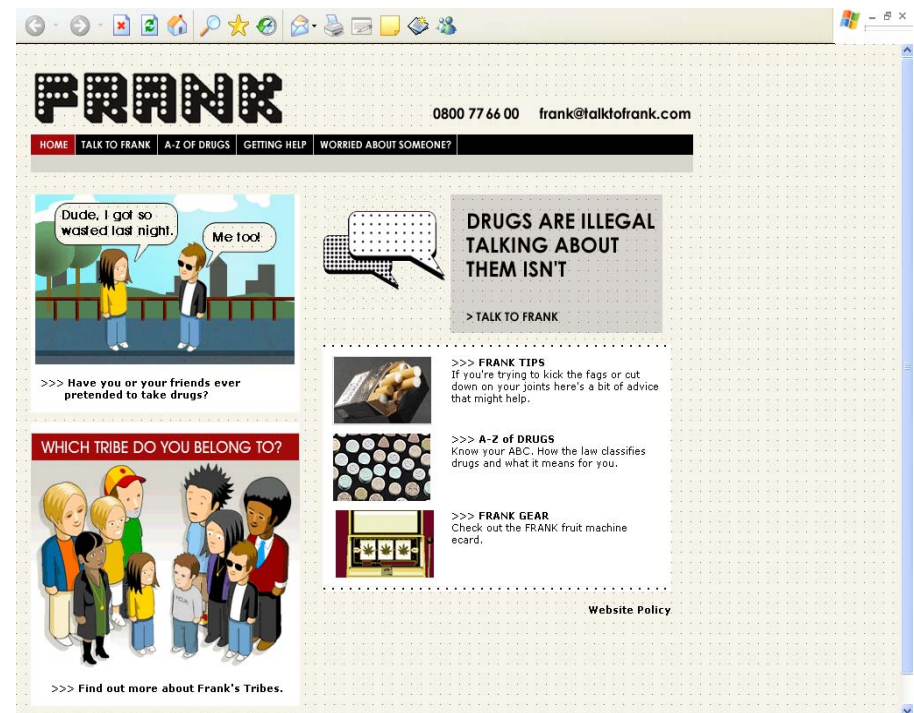 FRANK
0800 77 66 00 frank@talktofrank.com
HOME TALK TO FRANK A-Z OF DRUGS GETTING HELP WORRIED ABOUT SOMEONE?
Dude, I got so
wasted last night.
Me too!
>>> Have you or your friends ever
pretended to take drugs?
WHICH TRIBE DO YOU BELONG TO?
>>> Find out more about Frank's Tribes.
DRUGS ARE ILLEGAL
TALKING ABOUT
THEM ISN'T
> TALK TO FRANK
>>> FRANK TIPS
If you're trying to kick the fags or cut
down on your joints here's a bit of advice
that might help.
>>> A-Z of DRUGS
Know your ABC. How the law classifies
drugs and what it means for you.
>>> FRANK GEAR
Check out the FRANK fruit machine
ecard.
Website Policy